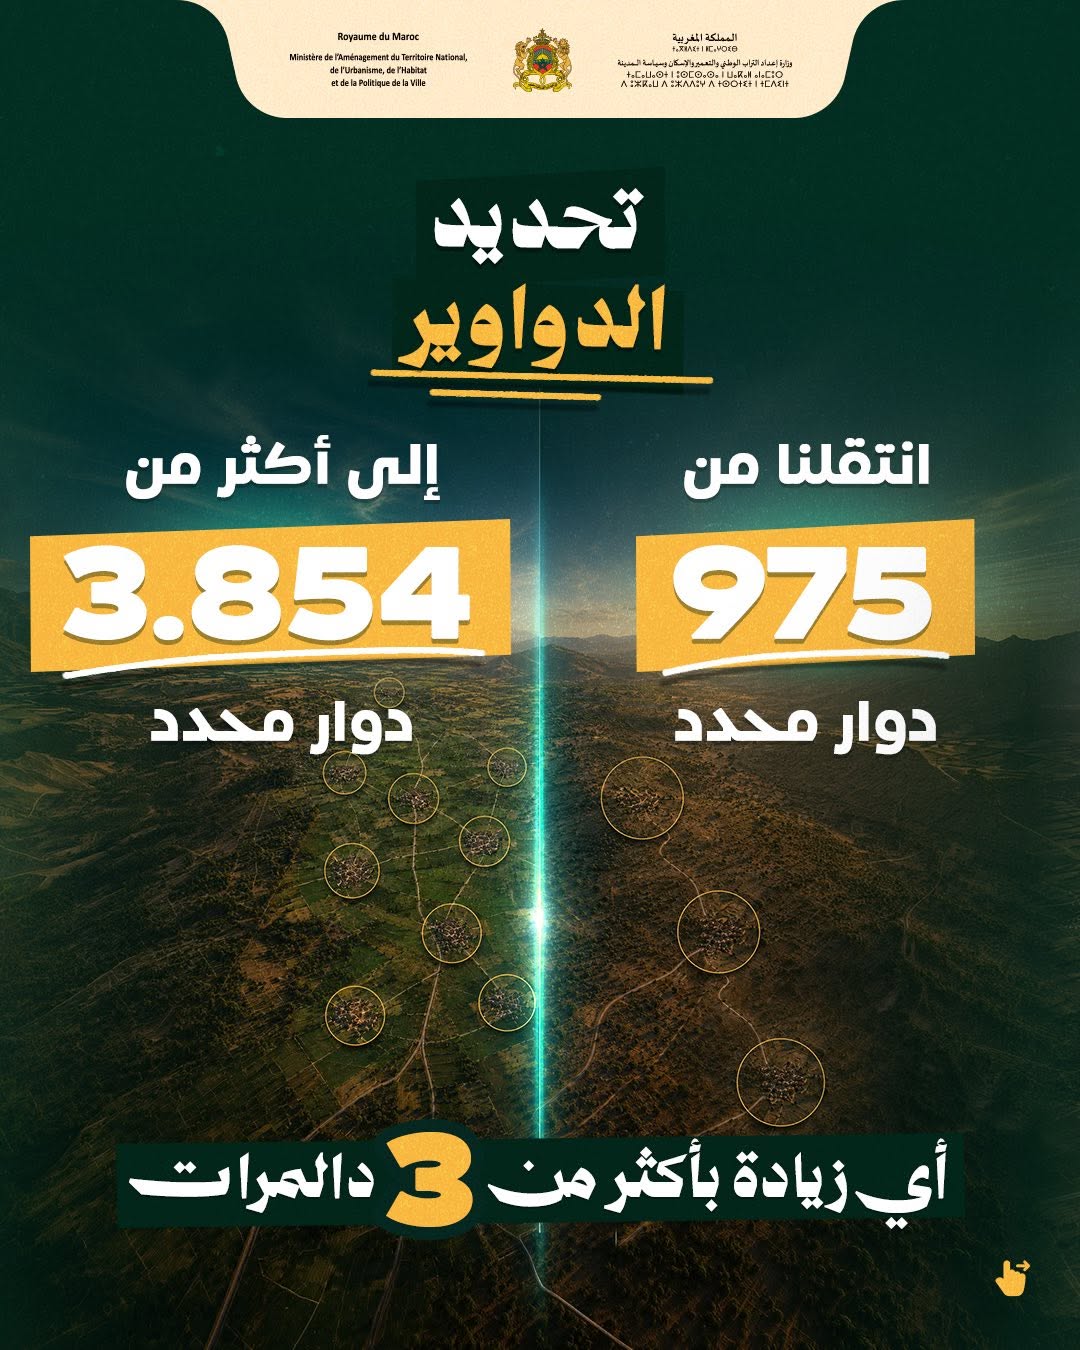 Royaume du Maroc
Ministère de l'Aménagement du Territoire National,
de l'Urbanisme, de l'Habitat
et de la Politique de la Ville
المملكة المغربية
ⵜⴰⴳⵍⴷⵉⵜ ⵏ ⵍⵎⵖⵔⵉⴱ
وزارة إعداد التراب الوطني والتعمير والإسكان وسياسة المدينة
تحديد
الدواوير
انتقلنا من
975
دوار محدد
إلى أكثر من
3.854
دوار محدد
أي زيادة بأكثر من 3 دالمرات